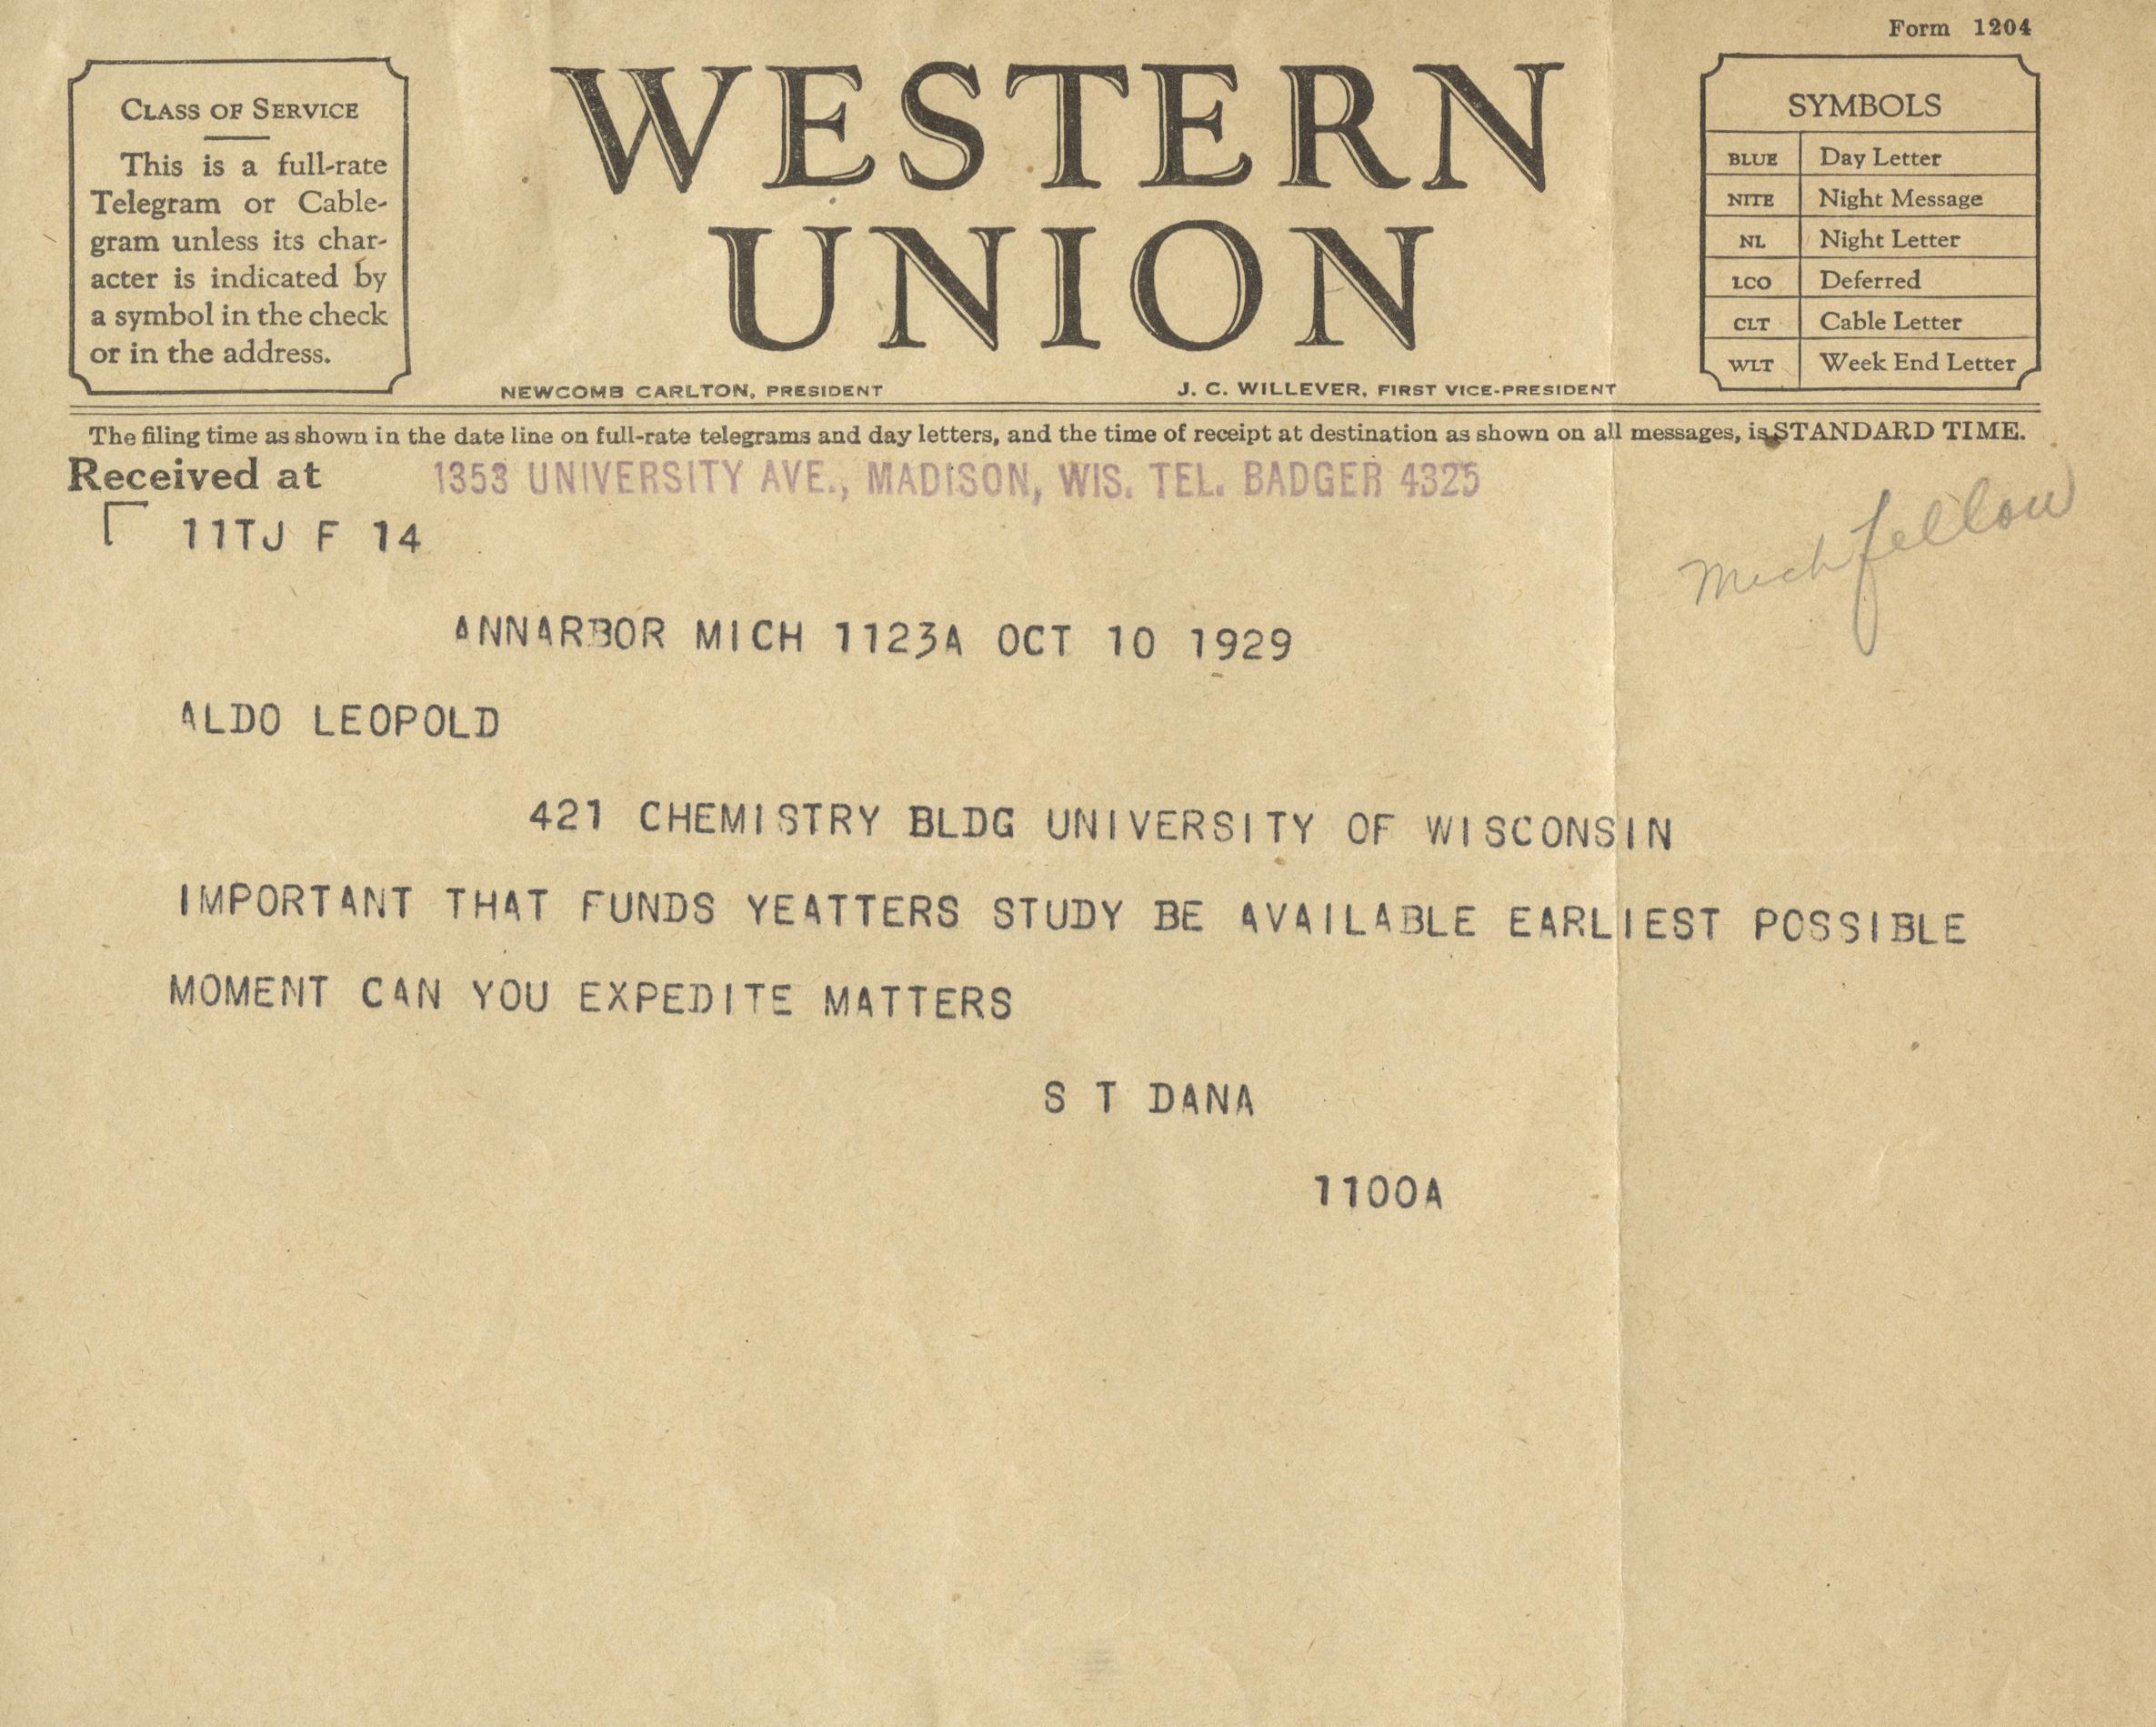 Form 1204
CLASS OF SERVICE
This is a full-rate
Telegram or Cable-
gram unless its char-
acter is indicated by
a symbol in the check
or in the address.
WESTERN
UNION
NEWCOMB CARLTON, PRESIDENT
J. C. WILLEVER, FIRST VICE-PRESIDENT
SYMBOLS
BLUE Day Letter
NITE Night Message
NL Night Letter
LCO Deferred
CLT Cable Letter
WLT Week End Letter
The filing time as shown in the date line on full-rate telegrams and day letters, and the time of receipt at destination as shown on all messages, is STANDARD TIME.
Received at 1353 UNIVERSITY AVE., MADISON, WIS. TEL. BADGER 4325
11TJ F 14
Mich fellow
ANNARBOR MICH 1123A OCT 10 1929
ALDO LEOPOLD
421 CHEMISTRY BLDG UNIVERSITY OF WISCONSIN
IMPORTANT THAT FUNDS YEATTERS STUDY BE AVAILABLE EARLIEST POSSIBLE
MOMENT CAN YOU EXPEDITE MATTERS
S T DANA
1100A